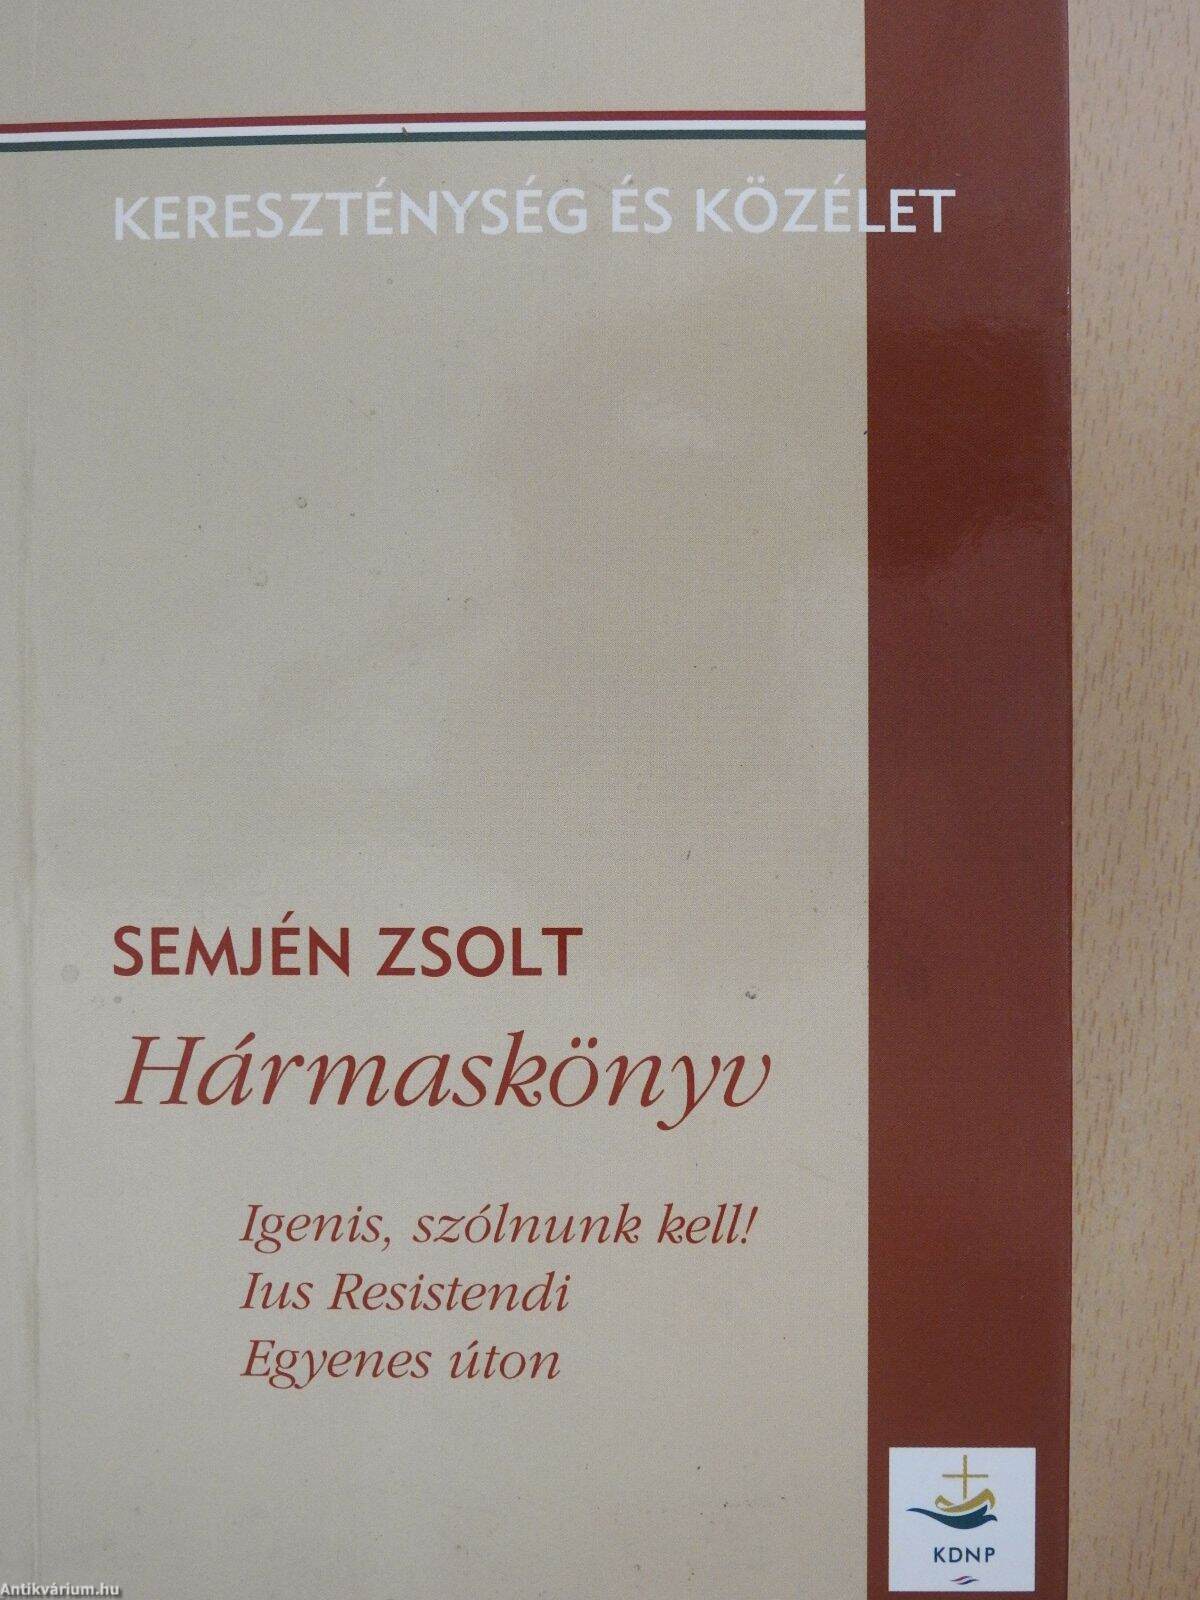 KERESZTÉNYSÉG ÉS KÖZÉLET
SEMJÉN ZSOLT
Hármaskönyv
Igenis, szólnunk kell!
Ius Resistendi
Egyenes úton
KDNP
Antikvárium.hu